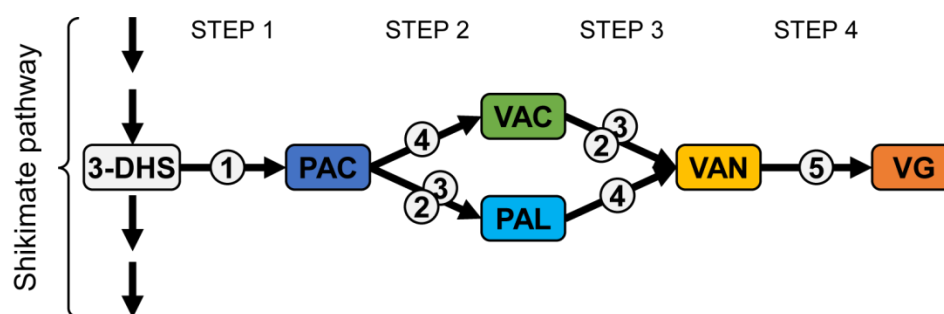 STEP 1 STEP 2 STEP 3 STEP 4
Shikimate pathway
VAC
4 3
2
3-DHS 1 PAC VAN 5 VG
3
2 4
PAL